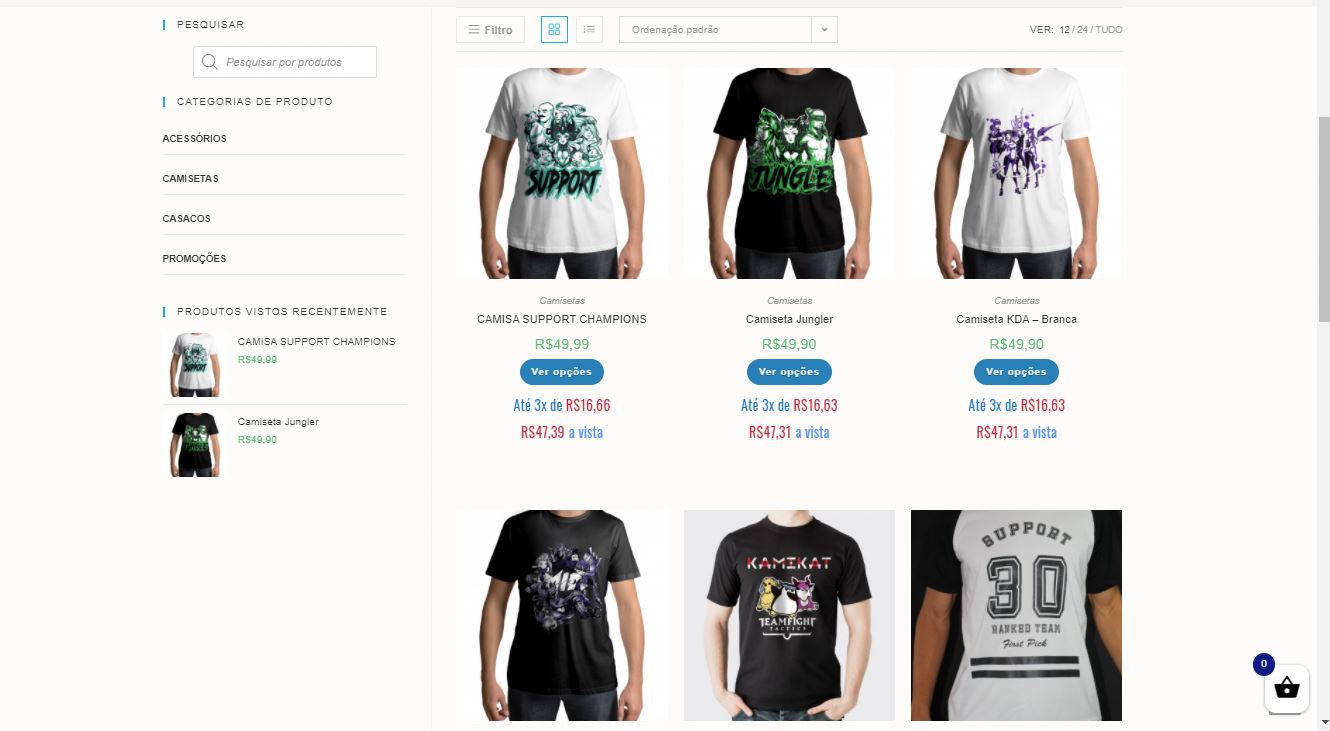 PESQUISAR
Pesquisar por produtos
CATEGORIAS DE PRODUTO
ACESSÓRIOS
CAMISETAS
CASACOS
PROMOÇÕES
PRODUTOS VISTOS RECENTEMENTE
CAMISA SUPPORT CHAMPIONS
R$49,99
Camiseta Jungler
R$49,90
Filtro
Ordenação padrão
VER: 12 / 24 / TUDO
SUPPORT
JUNGLE
Camisetas
CAMISA SUPPORT CHAMPIONS
R$49,99
Ver opções
Até 3x de R$16,66
R$47,39 a vista
Camisetas
Camiseta Jungler
R$49,90
Ver opções
Até 3x de R$16,63
R$47,31 a vista
Camisetas
Camiseta KDA – Branca
R$49,90
Ver opções
Até 3x de R$16,63
R$47,31 a vista
KAMIKAT
TEAMFIGHT
TACTICS
SUPPORT
30
RANKED TEAM
First Pick
0